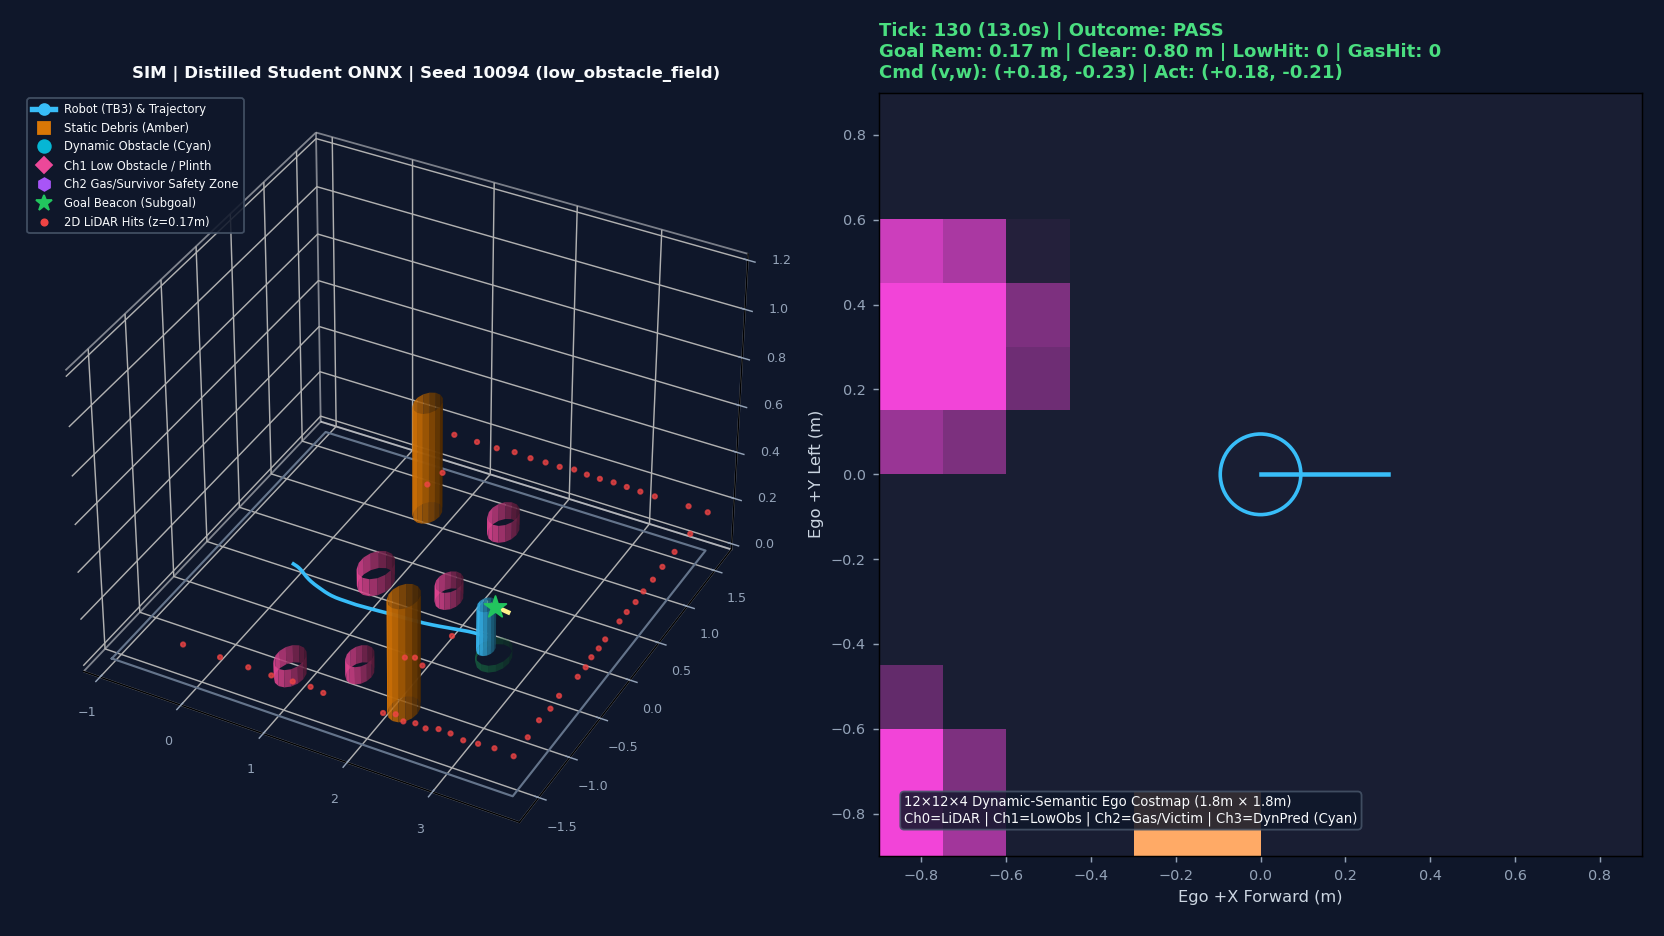 SIM | Distilled Student ONNX | Seed 10094 (low_obstacle_field)
Robot (TB3) & Trajectory
Static Debris (Amber)
Dynamic Obstacle (Cyan)
Ch1 Low Obstacle / Plinth
Ch2 Gas/Survivor Safety Zone
Goal Beacon (Subgoal)
2D LiDAR Hits (z=0.17m)
1.2
1.0
0.8
0.6
0.4
0.2
0.0
1.5
1.0
0.5
0.0
−0.5
−1.0
−1.5
−1
0
1
2
3
Tick: 130 (13.0s) | Outcome: PASS
Goal Rem: 0.17 m | Clear: 0.80 m | LowHit: 0 | GasHit: 0
Cmd (v,w): (+0.18, -0.23) | Act: (+0.18, -0.21)
Ego +Y Left (m)
0.8
0.6
0.4
0.2
0.0
−0.2
−0.4
−0.6
−0.8
12×12×4 Dynamic-Semantic Ego Costmap (1.8m × 1.8m)
Ch0=LiDAR | Ch1=LowObs | Ch2=Gas/Victim | Ch3=DynPred (Cyan)
−0.8 −0.6 −0.4 −0.2 0.0 0.2 0.4 0.6 0.8
Ego +X Forward (m)